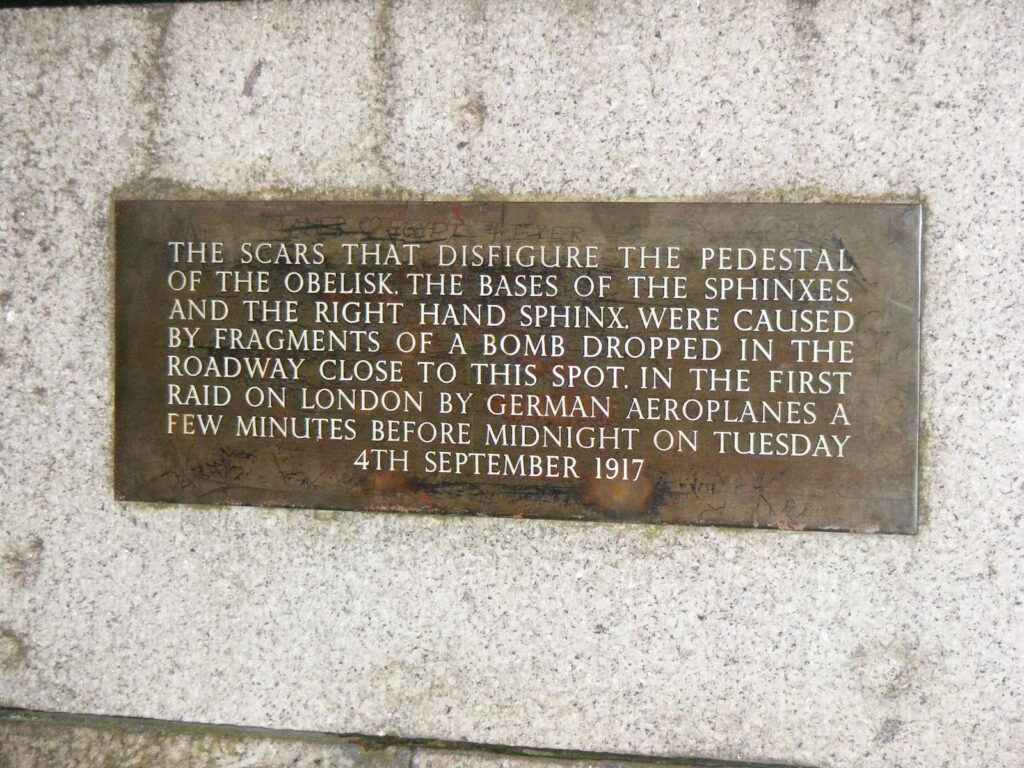 THE SCARS THAT DISFIGURE THE PEDESTAL
OF THE OBELISK, THE BASES OF THE SPHINXES,
AND THE RIGHT HAND SPHINX, WERE CAUSED
BY FRAGMENTS OF A BOMB DROPPED IN THE
ROADWAY CLOSE TO THIS SPOT, IN THE FIRST
RAID ON LONDON BY GERMAN AEROPLANES A
FEW MINUTES BEFORE MIDNIGHT ON TUESDAY
4TH SEPTEMBER 1917